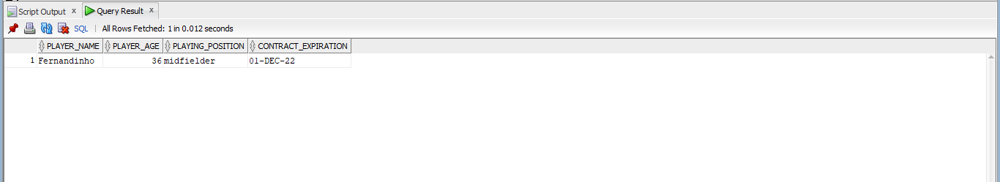 Script Output x Query Result x
SQL | All Rows Fetched: 1 in 0.012 seconds
PLAYER_NAME PLAYER_AGE PLAYING_POSITION CONTRACT_EXPIRATION
1 Fernandinho 36 midfielder 01-DEC-22